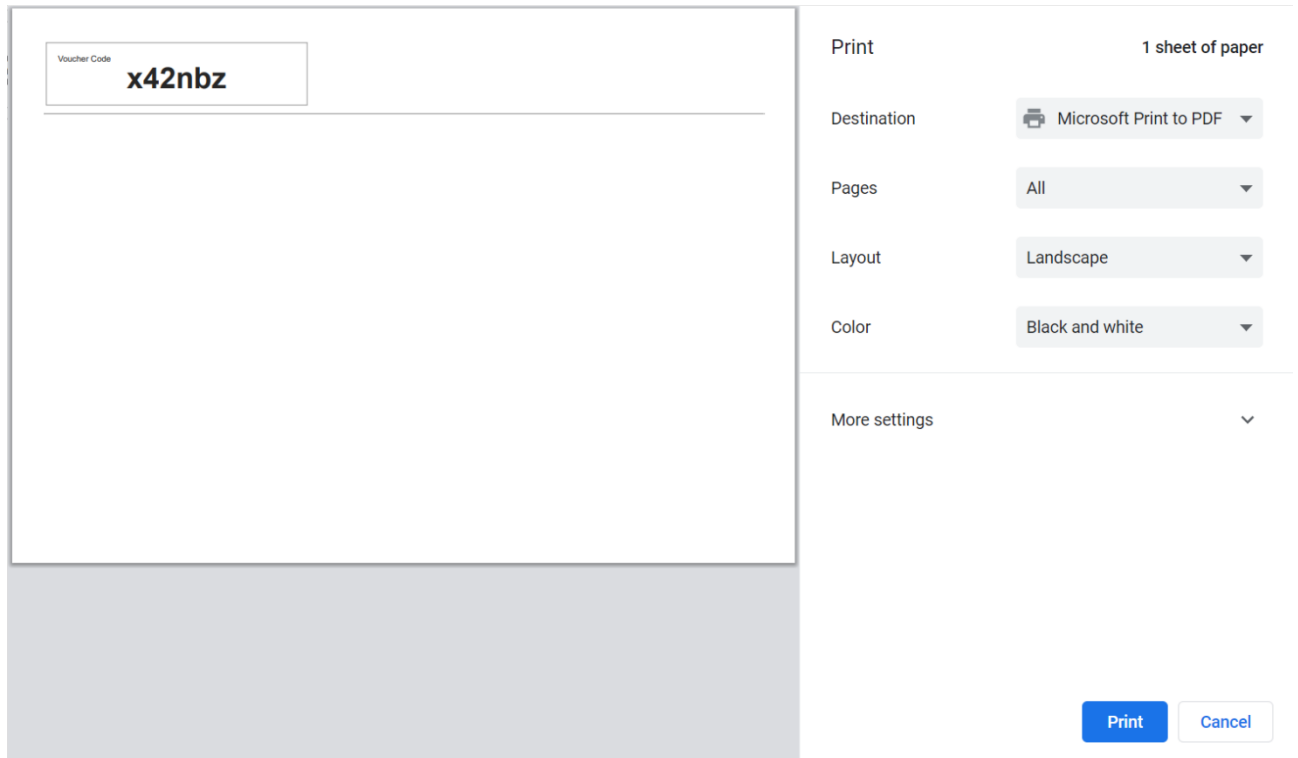 Voucher Code
x42nbz
Print
1 sheet of paper
Destination
Microsoft Print to PDF
Pages
All
Layout
Landscape
Color
Black and white
More settings
Print
Cancel